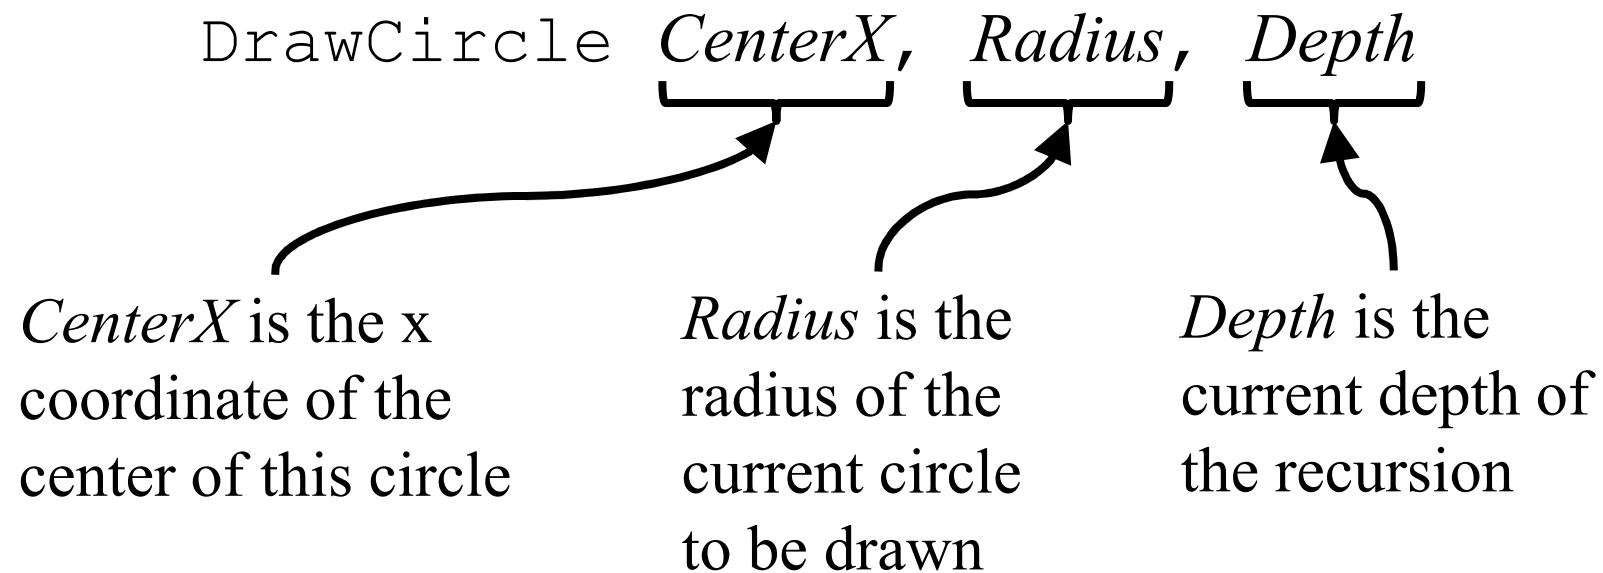 DrawCircle CenterX, Radius, Depth
CenterX is the x
coordinate of the
center of this circle
Radius is the
radius of the
current circle
to be drawn
Depth is the
current depth of
the recursion